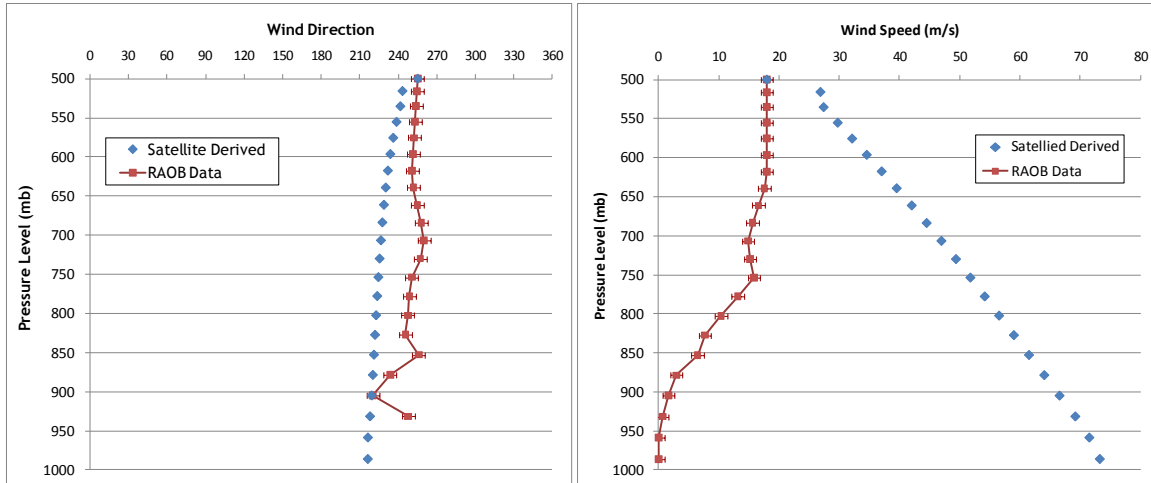 Wind Direction
0 30 60 90 120 150 180 210 240 270 300 330 360
500
550
600
650
700
750
800
850
900
950
1000
Pressure Level (mb)
Satellite Derived
RAOB Data
Wind Speed (m/s)
0 10 20 30 40 50 60 70 80
500
550
600
650
700
750
800
850
900
950
1000
Pressure Level (mb)
Satellied Derived
RAOB Data